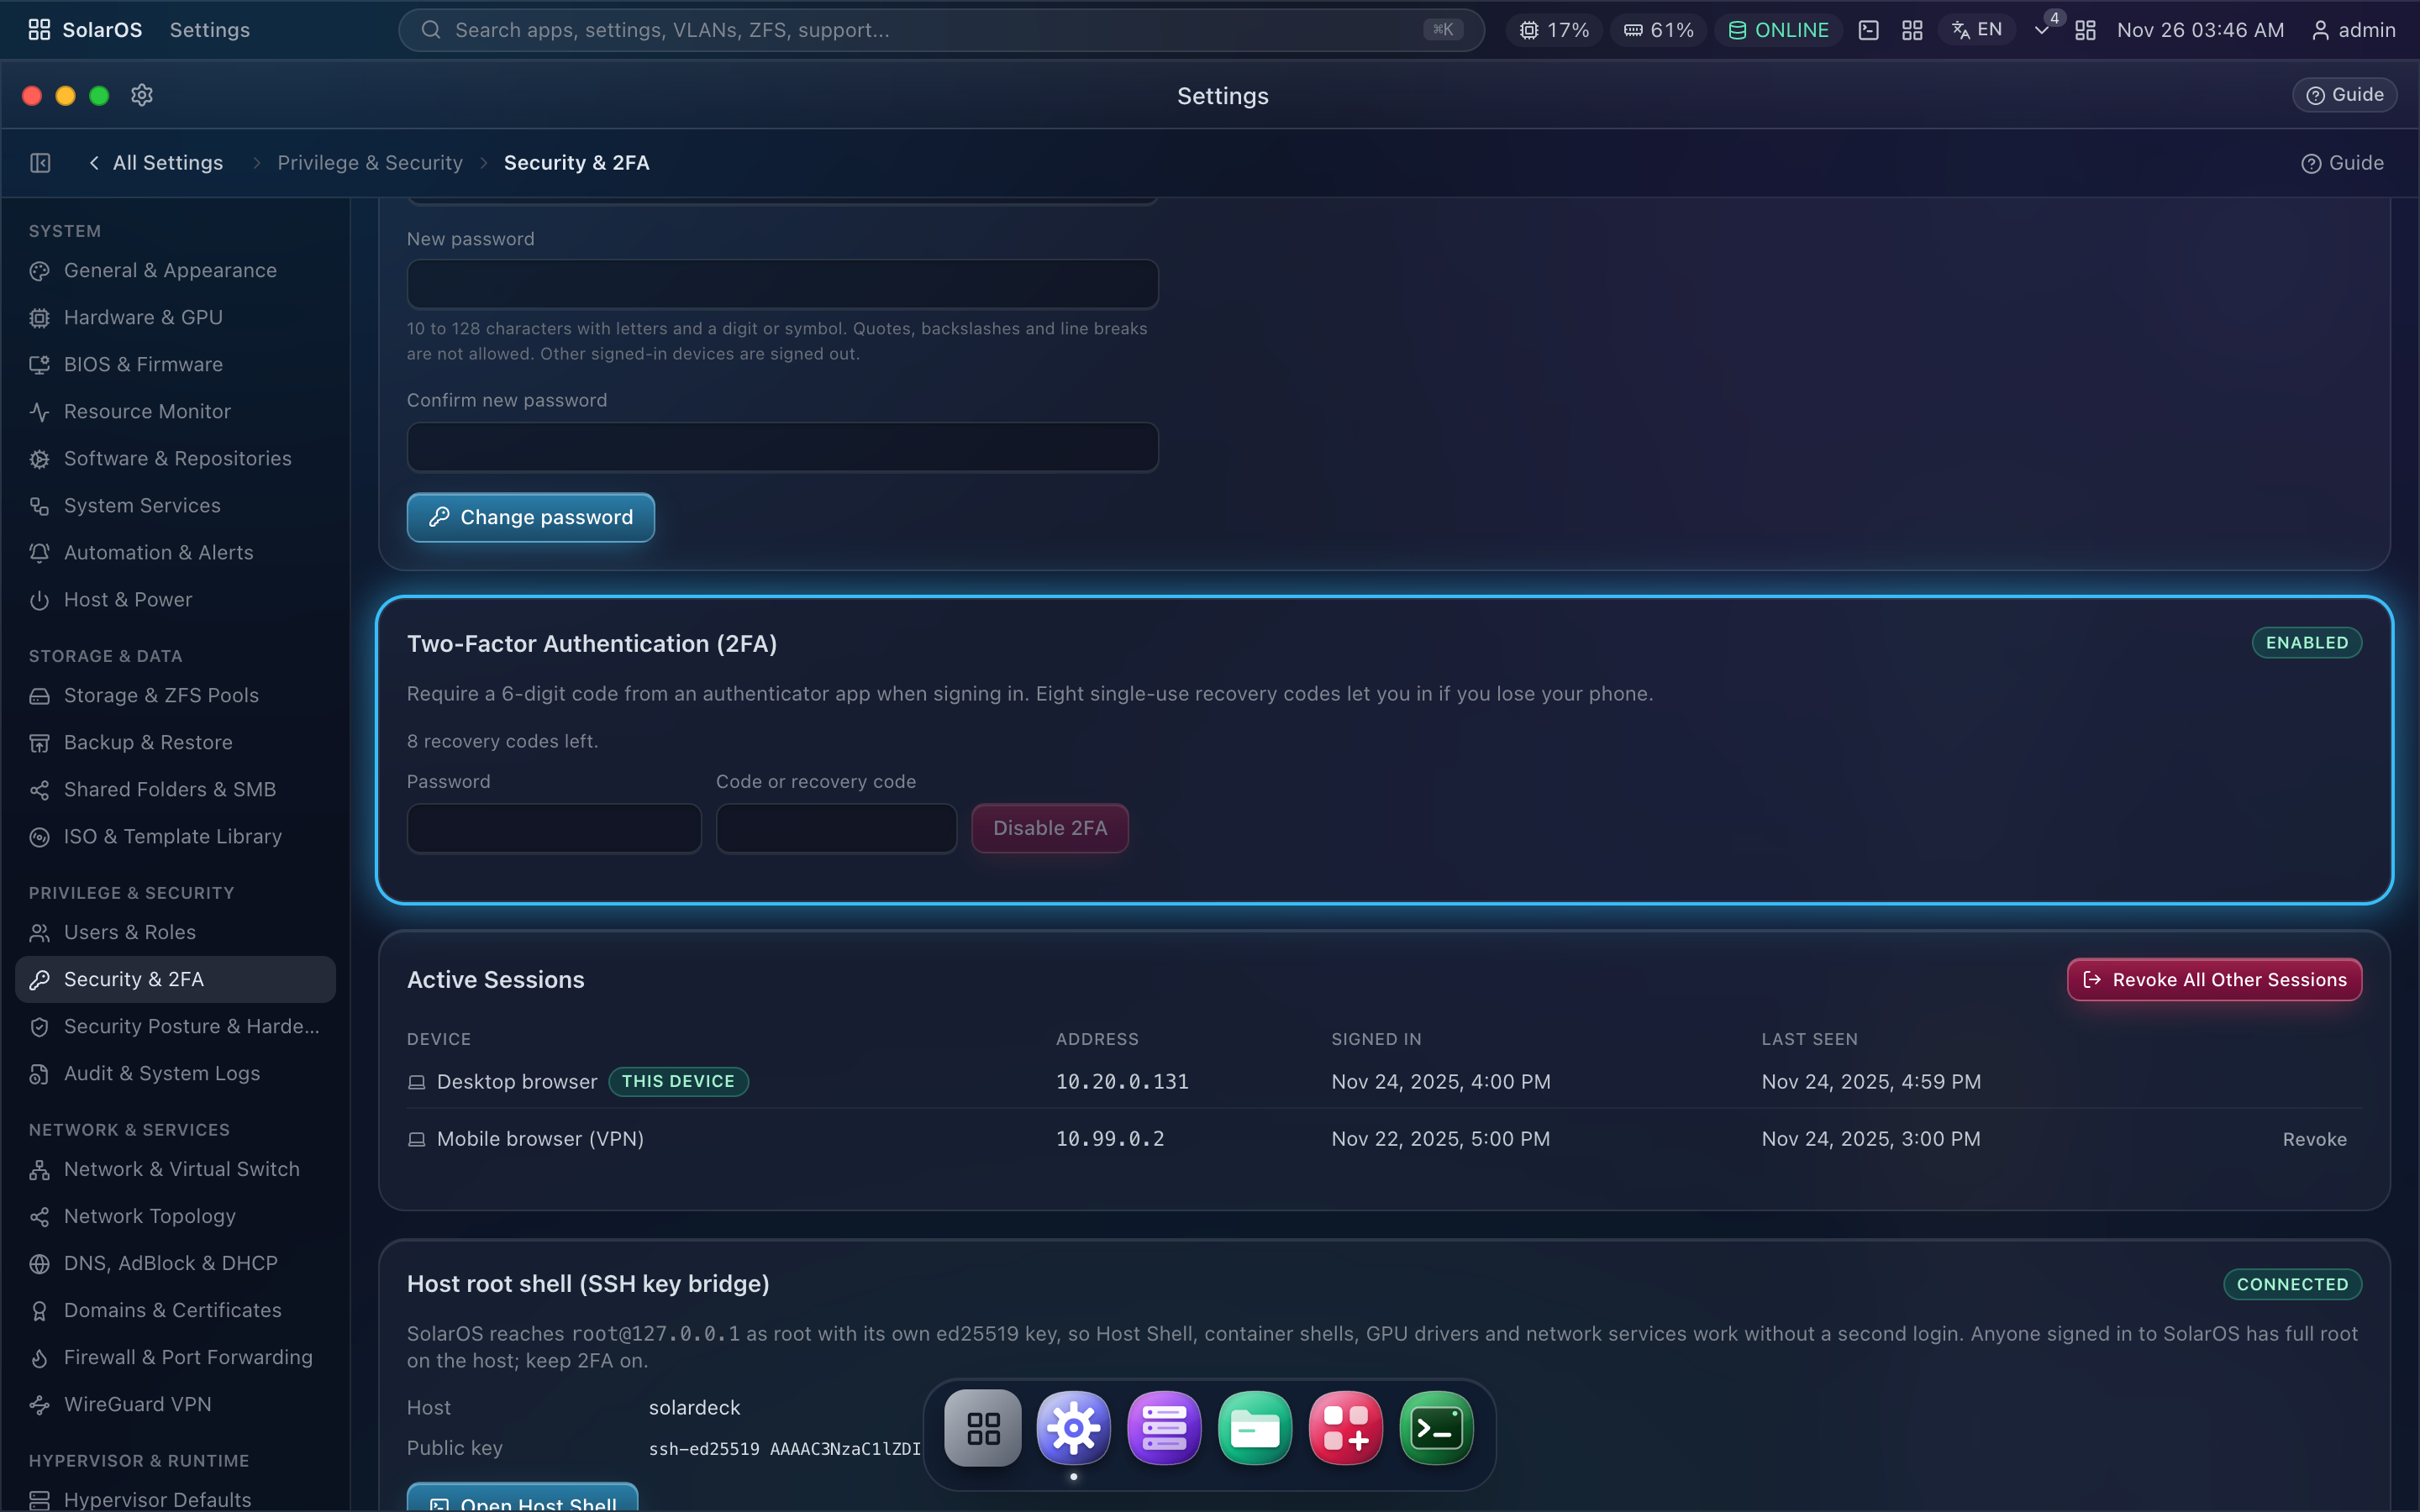 SolarOS Settings Search apps, settings, VLANs, ZFS, support... ⌘K 17% 61% ONLINE EN 4 Nov 26 03:46 AM admin
Settings Guide
All Settings > Privilege & Security > Security & 2FA Guide
SYSTEM
General & Appearance
Hardware & GPU
BIOS & Firmware
Resource Monitor
Software & Repositories
System Services
Automation & Alerts
Host & Power
STORAGE & DATA
Storage & ZFS Pools
Backup & Restore
Shared Folders & SMB
ISO & Template Library
PRIVILEGE & SECURITY
Users & Roles
Security & 2FA
Security Posture & Harde...
Audit & System Logs
NETWORK & SERVICES
Network & Virtual Switch
Network Topology
DNS, AdBlock & DHCP
Domains & Certificates
Firewall & Port Forwarding
WireGuard VPN
HYPERVISOR & RUNTIME
Hypervisor Defaults
New password
10 to 128 characters with letters and a digit or symbol. Quotes, backslashes and line breaks
are not allowed. Other signed-in devices are signed out.
Confirm new password
Change password
Two-Factor Authentication (2FA) ENABLED
Require a 6-digit code from an authenticator app when signing in. Eight single-use recovery codes let you in if you lose your phone.
8 recovery codes left.
Password Code or recovery code
Disable 2FA
Active Sessions Revoke All Other Sessions
DEVICE ADDRESS SIGNED IN LAST SEEN
Desktop browser THIS DEVICE 10.20.0.131 Nov 24, 2025, 4:00 PM Nov 24, 2025, 4:59 PM
Mobile browser (VPN) 10.99.0.2 Nov 22, 2025, 5:00 PM Nov 24, 2025, 3:00 PM Revoke
Host root shell (SSH key bridge) CONNECTED
SolarOS reaches root@127.0.0.1 as root with its own ed25519 key, so Host Shell, container shells, GPU drivers and network services work without a second login. Anyone signed in to SolarOS has full root
on the host; keep 2FA on.
Host solardeck
Public key ssh-ed25519 AAAAC3NzaC1lZDI
Open Host Shell